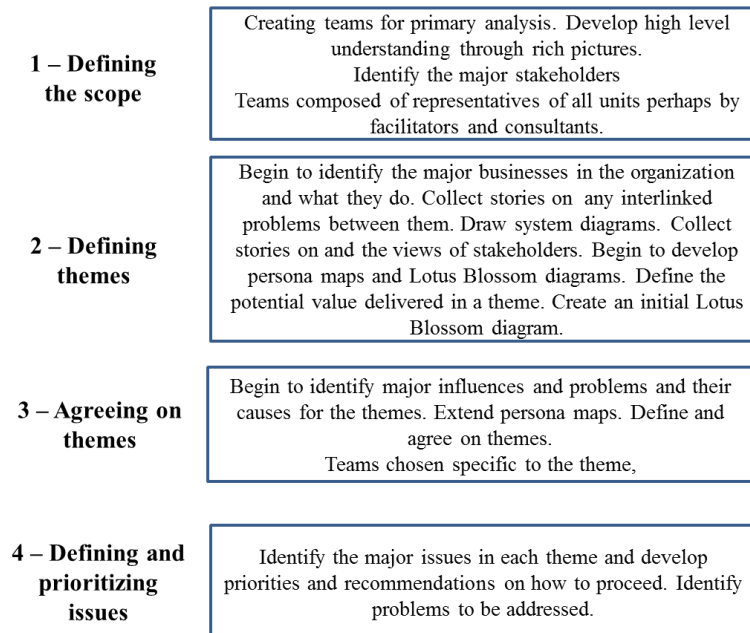 1 – Defining
the scope
Creating teams for primary analysis. Develop high level
understanding through rich pictures.
Identify the major stakeholders
Teams composed of representatives of all units perhaps by
facilitators and consultants.
2 – Defining
themes
Begin to identify the major businesses in the organization
and what they do. Collect stories on any interlinked
problems between them. Draw system diagrams. Collect
stories on and the views of stakeholders. Begin to develop
persona maps and Lotus Blossom diagrams. Define the
potential value delivered in a theme. Create an initial Lotus
Blossom diagram.
3 – Agreeing on
themes
Begin to identify major influences and problems and their
causes for the themes. Extend persona maps. Define and
agree on themes.
Teams chosen specific to the theme,
4 – Defining and
prioritizing
issues
Identify the major issues in each theme and develop
priorities and recommendations on how to proceed. Identify
problems to be addressed.